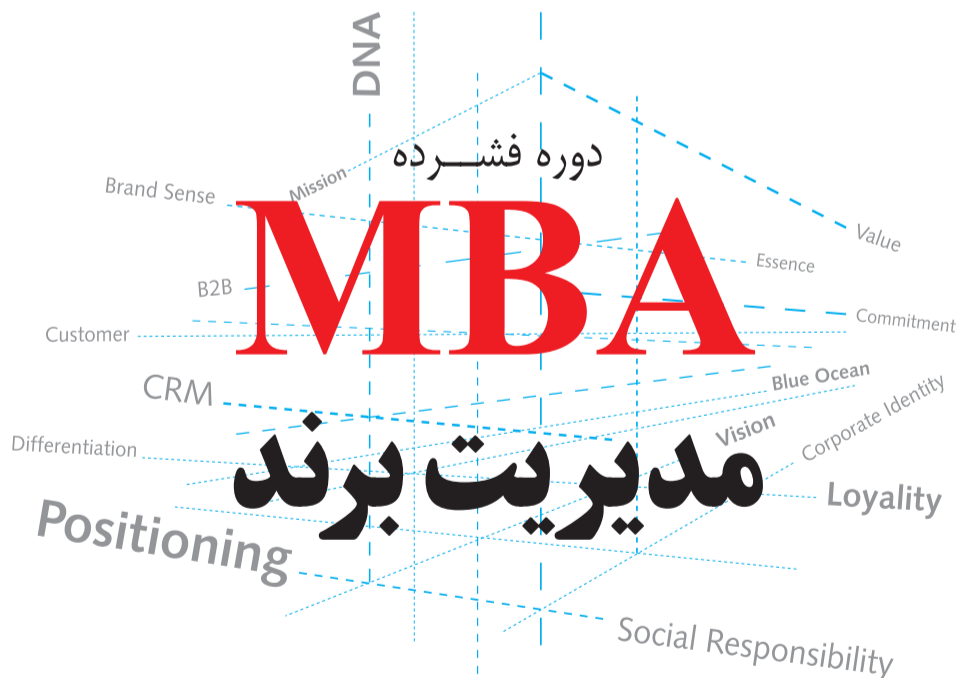 DNA
دوره فشـــرده
Mission
Brand Sense
MBA
Value
Essence
B2B
Commitment
Customer
Blue Ocean
CRM
Corporate Identity
Vision
مدیریت برند
Differentiation
Loyality
Positioning
Social Responsibility